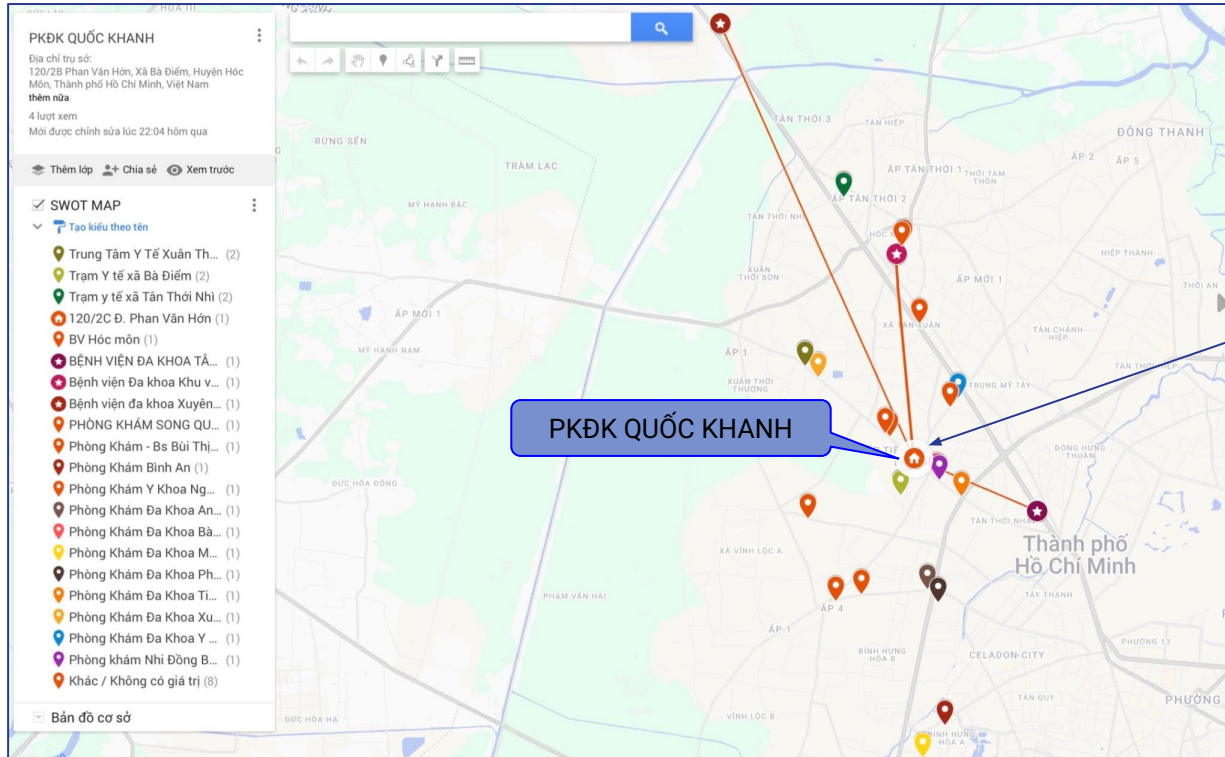 PKĐK QUỐC KHANH
Địa chỉ trụ sở:
120/2B Phan Văn Hớn, Xã Bà Điểm, Huyện Hóc
Môn, Thành phố Hồ Chí Minh, Việt Nam
thêm nữa
4 lượt xem
Mới được chỉnh sửa lúc 22:04 hôm qua
Thêm lớp Chia sẻ Xem trước
SWOT MAP
Tạo kiểu theo tên
Trung Tâm Y Tế Xuân Th... (2)
Trạm Y tế xã Bà Điểm (2)
Trạm y tế xã Tân Thới Nhì (2)
120/2C Đ. Phan Văn Hớn (1)
BV Hóc môn (1)
BỆNH VIỆN ĐA KHOA TÂ... (1)
Bệnh viện Đa khoa Khu v... (1)
Bệnh viện đa khoa Xuyên... (1)
PHÒNG KHÁM SONG QU... (1)
Phòng Khám - Bs Bùi Thị... (1)
Phòng Khám Bình An (1)
Phòng Khám Y Khoa Ng... (1)
Phòng Khám Đa Khoa An... (1)
Phòng Khám Đa Khoa Bà... (1)
Phòng Khám Đa Khoa M... (1)
Phòng Khám Đa Khoa Ph... (1)
Phòng Khám Đa Khoa Ti... (1)
Phòng Khám Đa Khoa Xu... (1)
Phòng Khám Đa Khoa Y ... (1)
Phòng khám Nhi Đồng B... (1)
Khác / Không có giá trị (8)
Bản đồ cơ sở
RỪNG SẾN
TRÀM LẠC
TÂN THỚI 3
TÂN HIỆP
ĐÔNG THẠNH
ẤP 2
ẤP 5
ẤP TÂN THỚI 1
THỚI TAM
THÔN
MỸ HẠNH BẮC
ẤP TÂN THỚI 2
TÂN THỚI NHÌ
HIỆP THÀNH
XUÂN
THỚI SƠN
ẤP MỚI 1
THỚI AN
ẤP MỚI 1
XÃ TÂN XUÂN
TÂN CHÁNH
HIỆP
MỸ HẠNH NAM
ẤP 1
XUÂN THỚI
THƯỢNG
TRUNG MỸ TÂY
PKĐK QUỐC KHANH
ĐÔNG HƯNG
THUẬN
ĐỨC HÒA ĐÔNG
TÂN THỚI NHẤT
Thành phố
Hồ Chí Minh
XÃ VĨNH LỘC A
PHẠM VĂN HAI
ẤP 4
TÂY THẠNH
ẤP 1
PHƯỜNG 13
BÌNH HƯNG
HÒA B
CELADON CITY
TÂN QUÝ
PHƯỜNG
VĨNH LỘC B
BÌNH HƯNG
HÒA A
ĐỨC HÒA HẠ